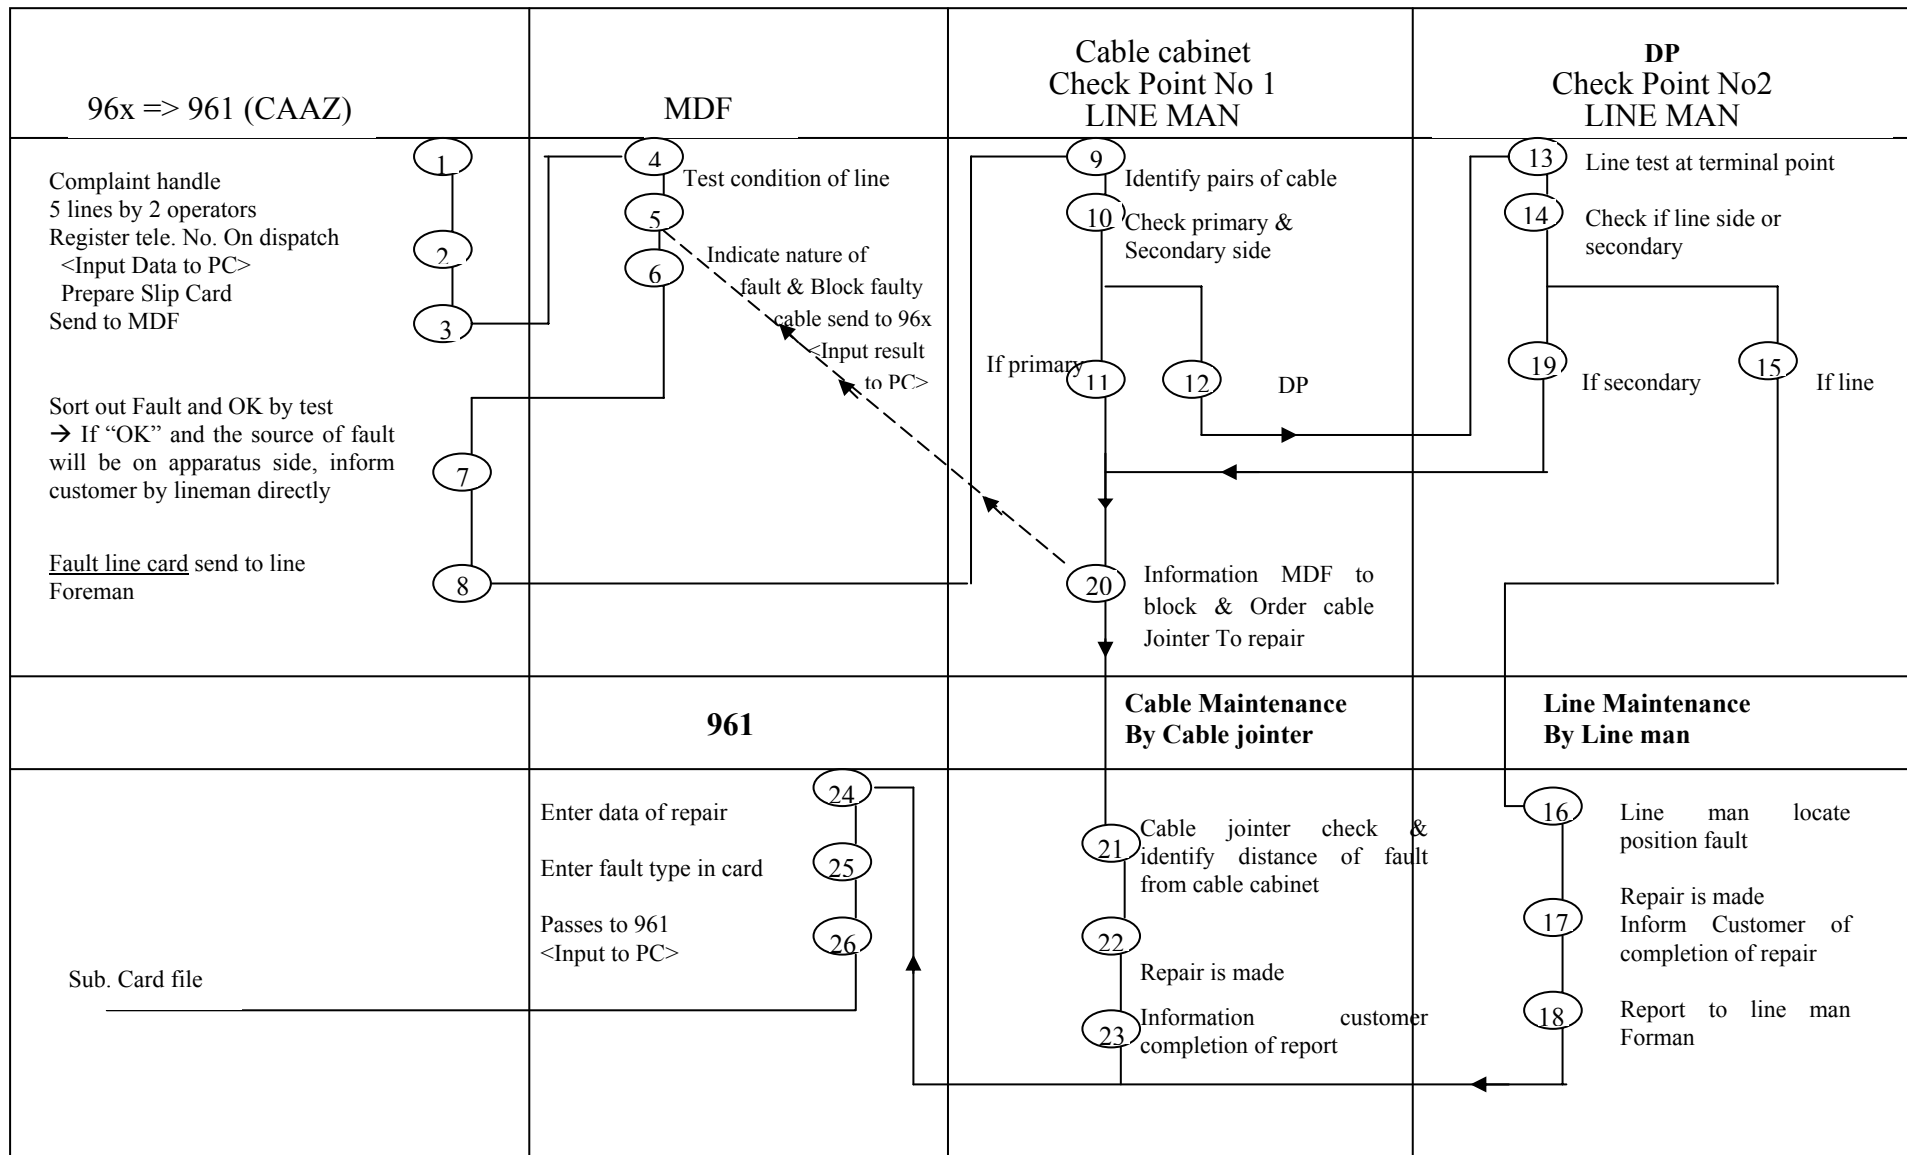 96x => 961 (CAAZ)
MDF
Cable cabinet
Check Point No 1
LINE MAN
DP
Check Point No2
LINE MAN
1
Complaint handle
5 lines by 2 operators
Register tele. No. On dispatch
<Input Data to PC>
Prepare Slip Card
Send to MDF
2
3
Sort out Fault and OK by test
→ If “OK” and the source of fault
will be on apparatus side, inform
customer by lineman directly
7
Fault line card send to line
Foreman
8
4
Test condition of line
5
6
Indicate nature of
fault & Block faulty
cable send to 96x
<Input result
to PC>
9
Identify pairs of cable
10
Check primary &
Secondary side
If primary
11
12
DP
20
Information MDF to
block & Order cable
Jointer To repair
13
Line test at terminal point
14
Check if line side or
secondary
19
If secondary
15
If line
961
Cable Maintenance
By Cable jointer
Line Maintenance
By Line man
Sub. Card file
24
Enter data of repair
25
Enter fault type in card
26
Passes to 961
<Input to PC>
21
Cable jointer check &
identify distance of fault
from cable cabinet
22
Repair is made
23
Information customer
completion of report
16
Line man locate
position fault
17
Repair is made
Inform Customer of
completion of repair
18
Report to line man
Forman